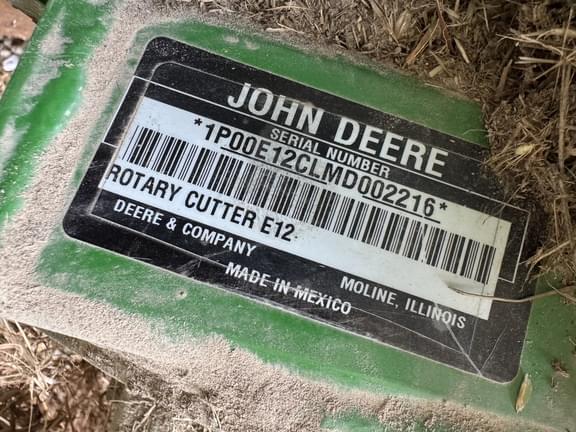 JOHN DEERE
SERIAL NUMBER
*1P00E12CLMD002216*
ROTARY CUTTER E12
DEERE & COMPANY
MOLINE, ILLINOIS
MADE IN MEXICO